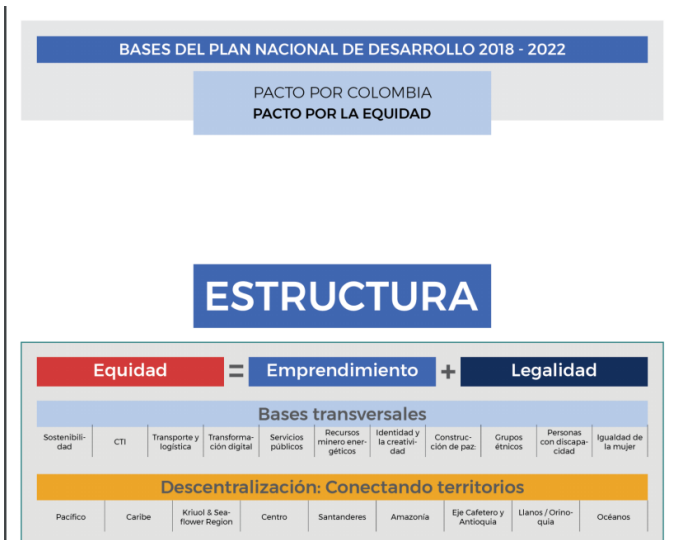 BASES DEL PLAN NACIONAL DE DESARROLLO 2018 - 2022
PACTO POR COLOMBIA
PACTO POR LA EQUIDAD
ESTRUCTURA
Equidad = Emprendimiento + Legalidad
Bases transversales
Sostenibili-
dad
CTI
Transporte y
logística
Transforma-
ción digital
Servicios
públicos
Recursos
minero ener-
géticos
Identidad y
la creativi-
dad
Construc-
ción de paz:
Grupos
étnicos
Personas
con discapa-
cidad
Igualdad de
la mujer
Descentralización: Conectando territorios
Pacífico
Caribe
Kriuol & Sea-
flower Region
Centro
Santanderes
Amazonía
Eje Cafetero y
Antioquia
Llanos / Orino-
quia
Océanos